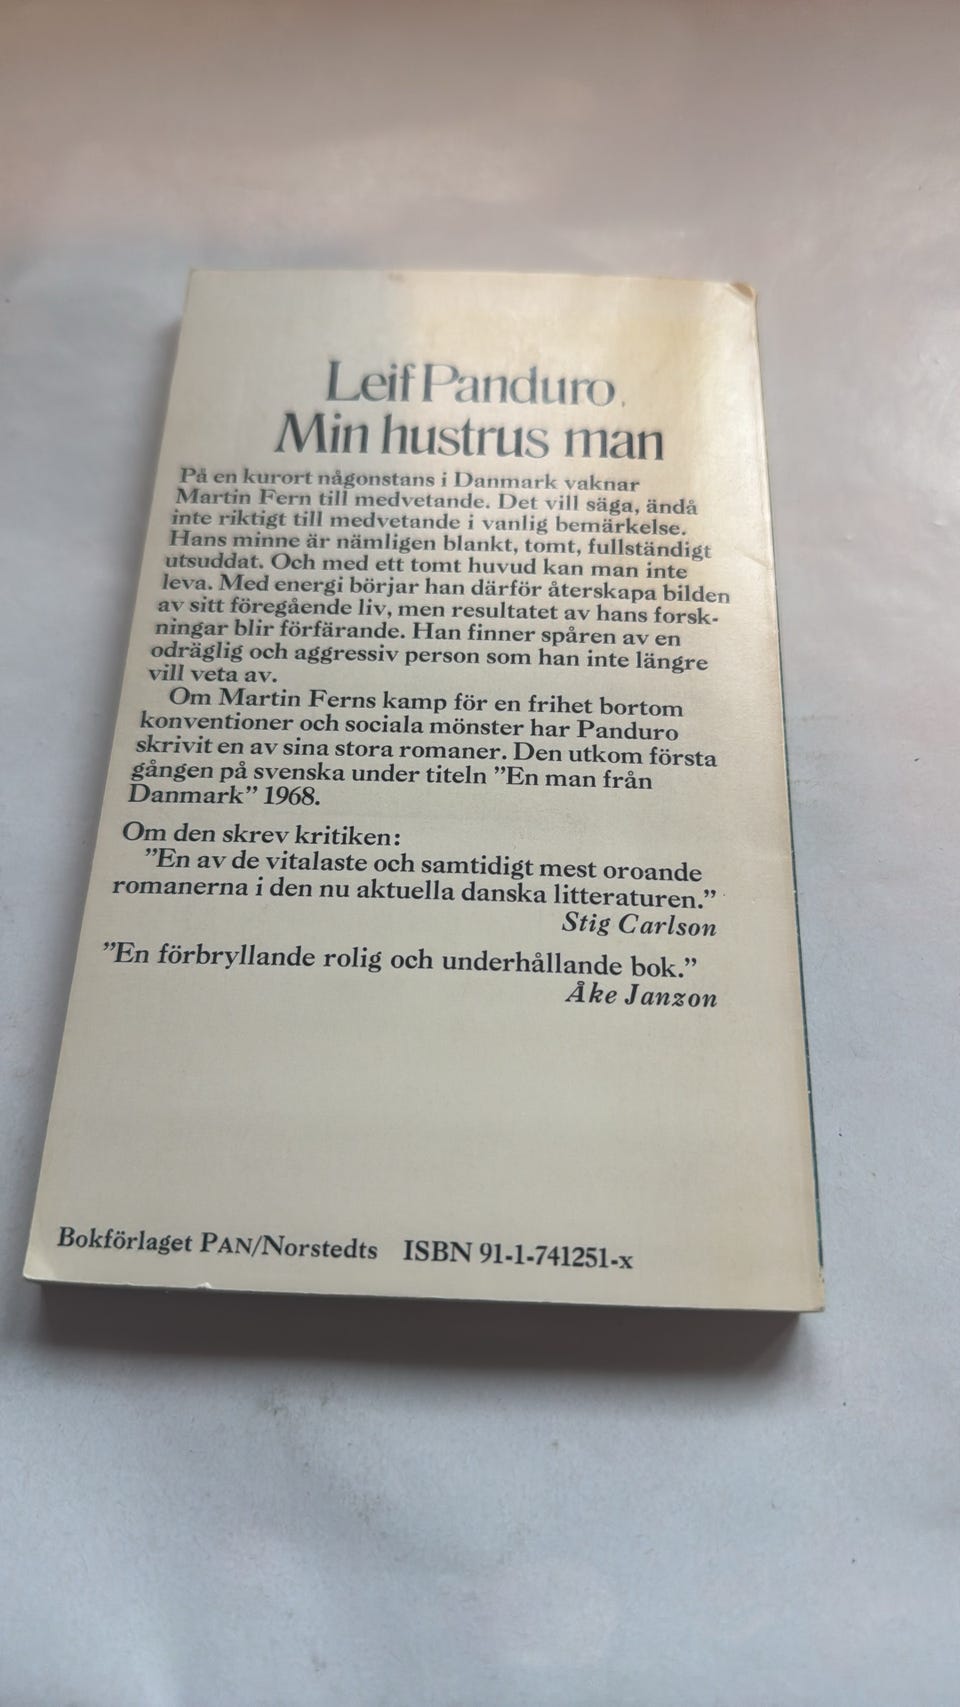 Leif Panduro
Min hustrus man
På en kurort någonstans i Danmark vaknar
Martin Fern till medvetande. Det vill säga, ändå
inte riktigt till medvetande i vanlig bemärkelse.
Hans minne är nämligen blankt, tomt, fullständigt
utsuddat. Och med ett tomt huvud kan man inte
leva. Med energi börjar han därför återskapa bilden
av sitt föregående liv, men resultatet av hans forsk-
ningar blir förfärande. Han finner spåren av en
odräglig och aggressiv person som han inte längre
vill veta av.
Om Martin Ferns kamp för en frihet bortom
konventioner och sociala mönster har Panduro
skrivit en av sina stora romaner. Den utkom första
gången på svenska under titeln ”En man från
Danmark” 1968.
Om den skrev kritiken:
”En av de vitalaste och samtidigt mest oroande
romanerna i den nu aktuella danska litteraturen.”
Stig Carlson
”En förbryllande rolig och underhållande bok.”
Åke Janzon
Bokförlaget PAN/Norstedts ISBN 91-1-741251-x